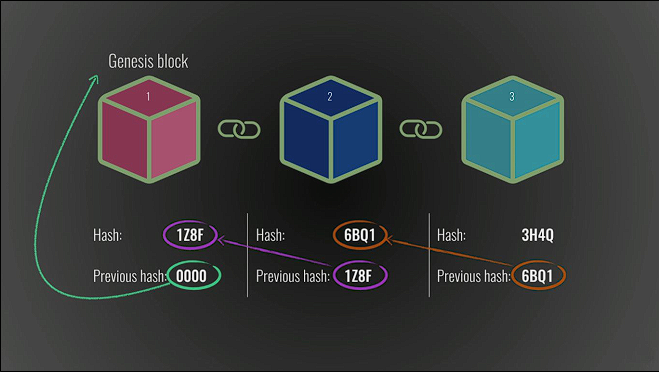 Genesis block
1
2
3
Hash: 1Z8F
Previous hash: 0000
Hash: 6BQ1
Previous hash: 1Z8F
Hash: 3H4Q
Previous hash: 6BQ1